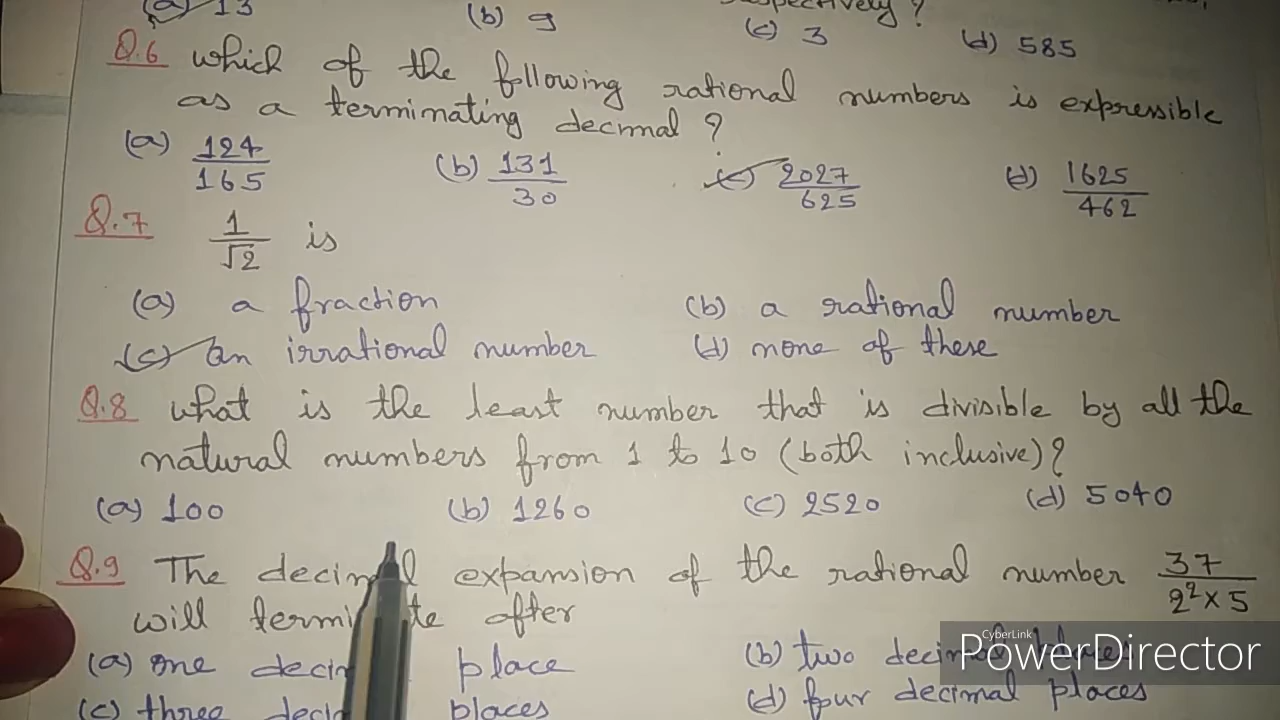 (a) 13 (b) 9 (c) 3 (d) 585
Q.6 which of the following rational numbers is expressible
as a terminating decimal ?
(a) 124/165 (b) 131/30 (c) 2027/625 (d) 1625/462
Q.7 1/√2 is
(a) a fraction (b) a rational number
(c) an irrational number (d) none of these
Q.8 what is the least number that is divisible by all the
natural numbers from 1 to 10 (both inclusive)?
(a) 100 (b) 1260 (c) 2520 (d) 5040
Q.9 The decimal expansion of the rational number 37/2²×5
will terminate after
(a) one place (b) two
(c) three places (d) four decimal places
CyberLink
PowerDirector